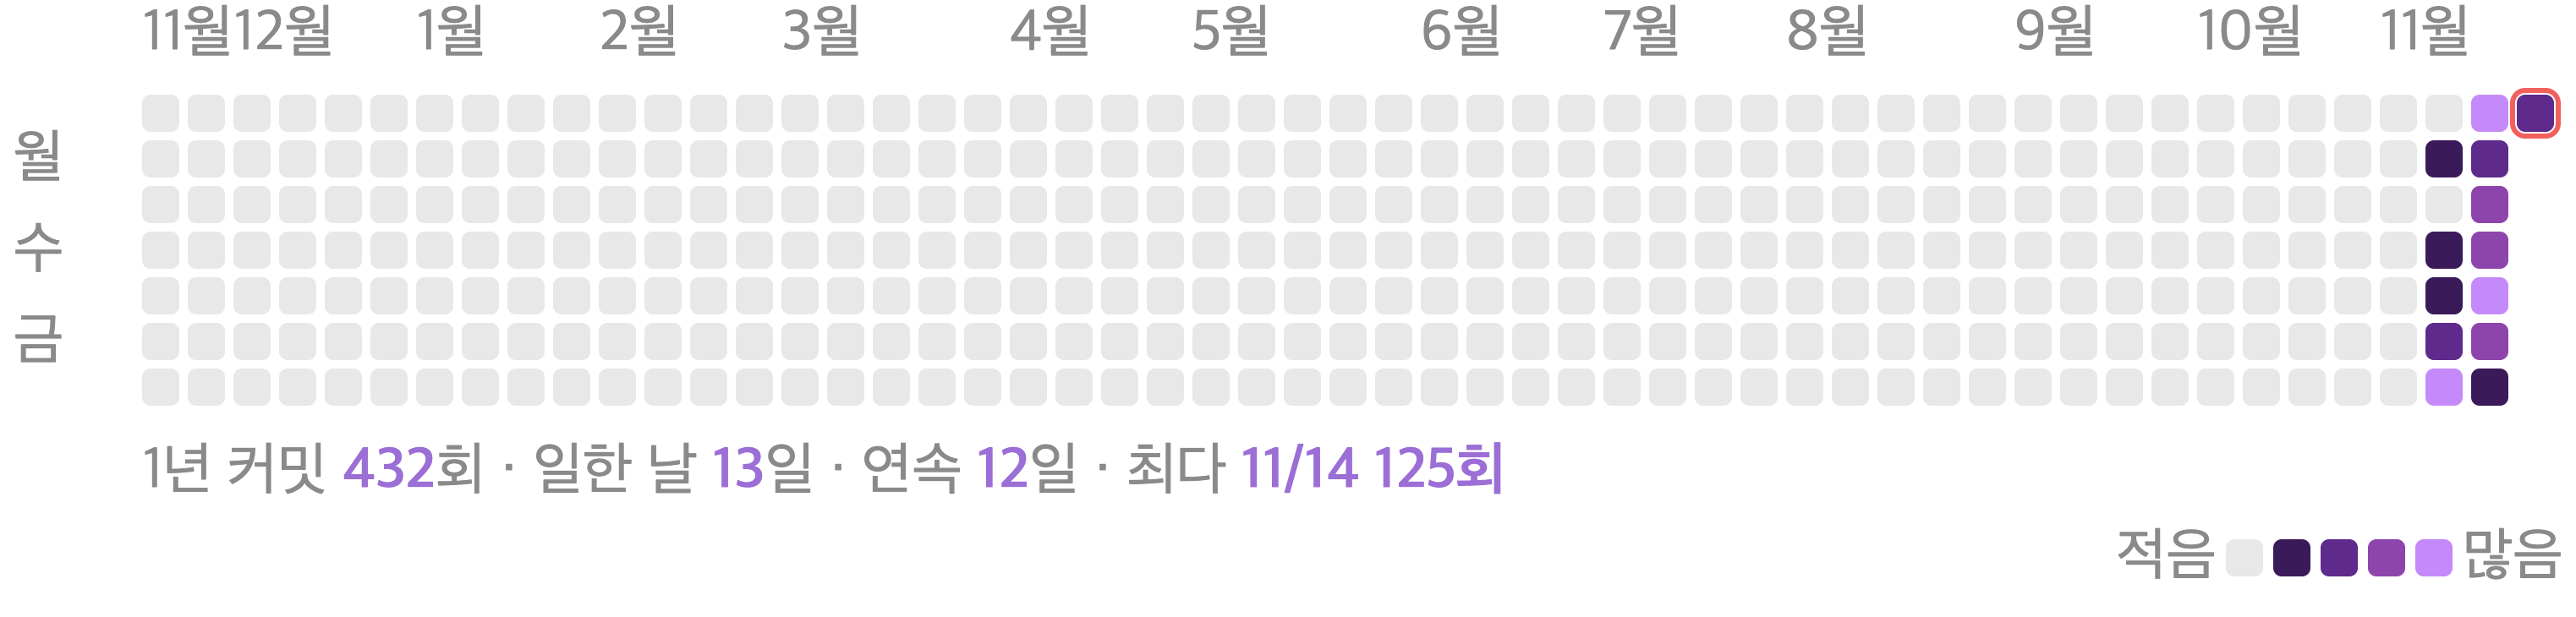 11월12월 1월 2월 3월 4월 5월 6월 7월 8월 9월 10월 11월
월
수
금
1년 커밋 432회 · 일한 날 13일 · 연속 12일 · 최다 11/14 125회
적음 많음